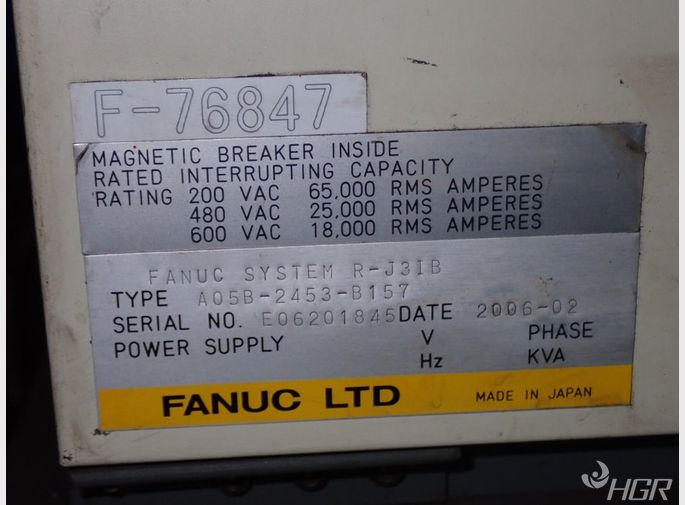 F-76847
MAGNETIC BREAKER INSIDE
RATED INTERRUPTING CAPACITY
RATING 200 VAC 65,000 RMS AMPERES
480 VAC 25,000 RMS AMPERES
600 VAC 18,000 RMS AMPERES
FANUC SYSTEM R-J3IB
TYPE A05B-2453-B157
SERIAL NO. E06201845 DATE 2006-02
POWER SUPPLY V PHASE
Hz KVA
FANUC LTD MADE IN JAPAN
HGR